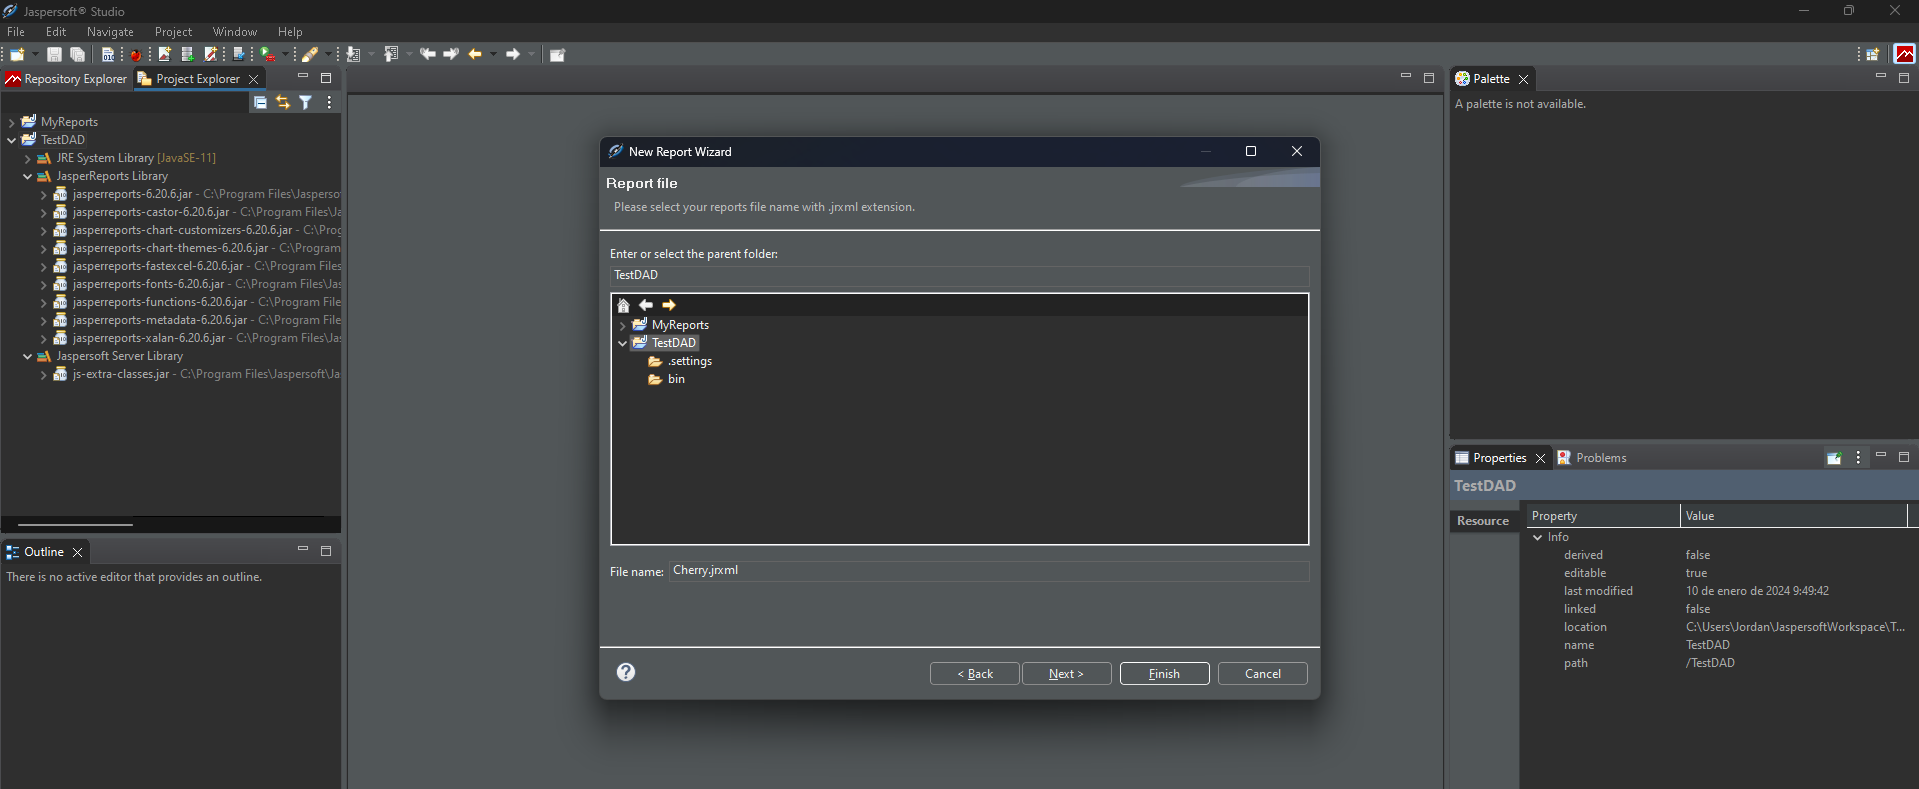 Jaspersoft® Studio
File Edit Navigate Project Window Help
Repository Explorer
Project Explorer
MyReports
TestDAD
JRE System Library [JavaSE-11]
JasperReports Library
jasperreports-6.20.6.jar - C:\Program Files\Jasperso
jasperreports-castor-6.20.6.jar - C:\Program Files\Ja
jasperreports-chart-customizers-6.20.6.jar - C:\Prog
jasperreports-chart-themes-6.20.6.jar - C:\Program
jasperreports-fastexcel-6.20.6.jar - C:\Program Files
jasperreports-fonts-6.20.6.jar - C:\Program Files\Jas
jasperreports-functions-6.20.6.jar - C:\Program File
jasperreports-metadata-6.20.6.jar - C:\Program File
jasperreports-xalan-6.20.6.jar - C:\Program Files\Ja
Jaspersoft Server Library
js-extra-classes.jar - C:\Program Files\Jaspersoft\Ja
Outline
There is no active editor that provides an outline.
New Report Wizard
Report file
Please select your reports file name with .jrxml extension.
Enter or select the parent folder:
TestDAD
MyReports
TestDAD
.settings
bin
File name: Cherry.jrxml
< Back
Next >
Finish
Cancel
Palette
A palette is not available.
Properties
Problems
TestDAD
Resource
Property Value
Info
derived false
editable true
last modified 10 de enero de 2024 9:49:42
linked false
location C:\Users\Jordan\JaspersoftWorkspace\T...
name TestDAD
path /TestDAD